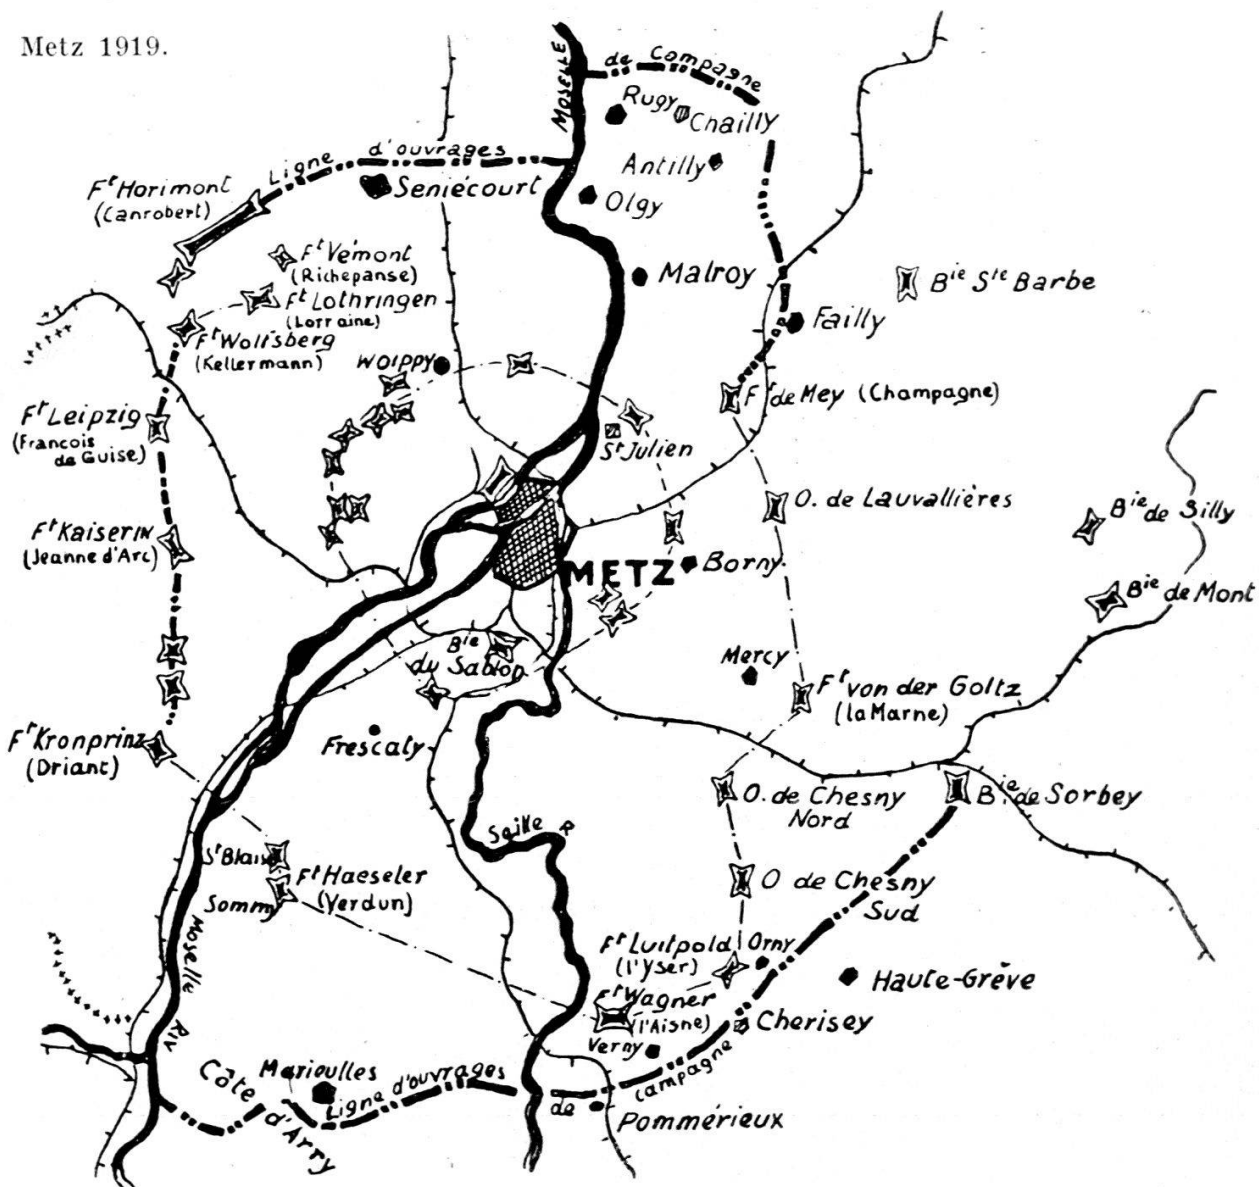 Metz 1919.
MOSELLE
de Campagne
Rugy
Chailly
Ligne d'ouvrages
Antilly
Ft Horimont
(Canrobert)
Seniécourt
Olgy
Ft Vémont
(Richepanse)
Malroy
Bie Ste Barbe
Ft Lothringen
(Lorraine)
Failly
Ft Wolfsberg
(Kellermann)
Woippy
Ft de Mey (Champagne)
Ft Leipzig
(Francois
de Guise)
St Julien
O. de Lauvallières
Bie de Silly
Ft Kaiserin
(Jeanne d'Arc)
METZ
Borny
Bie de Mont
Bie
du Sablon
Mercy
Ft von der Goltz
(la Marne)
Ft Kronprinz
(Driant)
Frescaty
O. de Chesny
Nord
Bie de Sorbey
Seille R
St Blaise
Ft Haeseler
(Verdun)
Somm
O de Chesny
Sud
Moselle Riv
Ft Luitpold
(l'Yser)
Orny
Haute-Grève
Ft Wagner
(l'Aisne)
Cherisey
Verny
Côte
d'Arry
Marieulles
Ligne d'ouvrages
de
campagne
Pommérieux